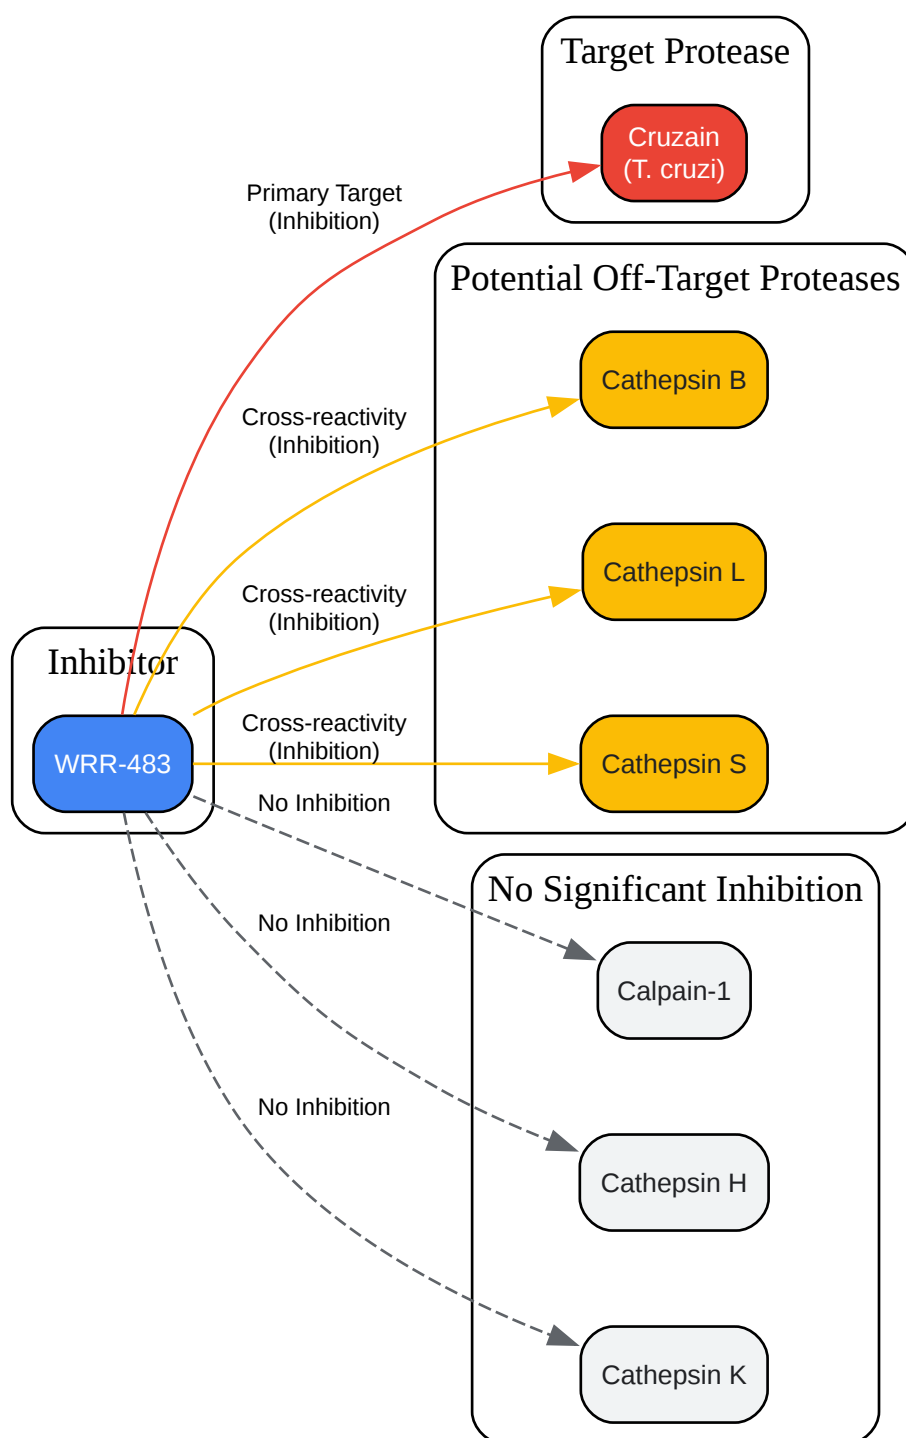 Target Protease
Cruzain
(T. cruzi)
Primary Target
(Inhibition)
Potential Off-Target Proteases
Cathepsin B
Cross-reactivity
(Inhibition)
Cathepsin L
Cross-reactivity
(Inhibition)
Inhibitor
WRR-483
Cross-reactivity
(Inhibition)
Cathepsin S
No Inhibition
No Significant Inhibition
No Inhibition
Calpain-1
No Inhibition
Cathepsin H
Cathepsin K